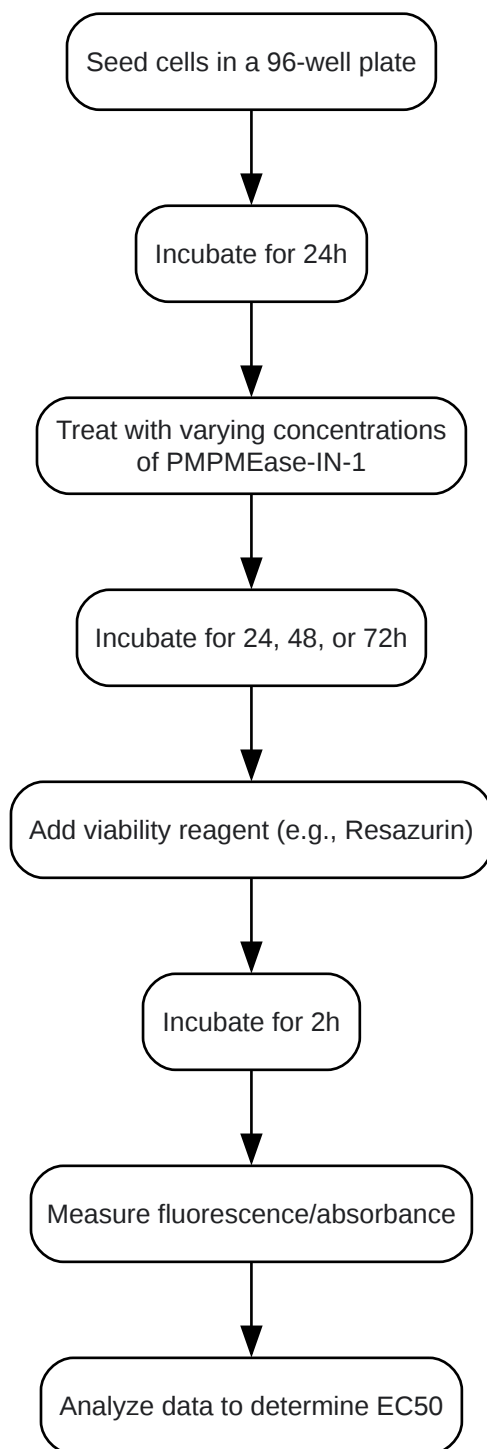 Seed cells in a 96-well plate
Incubate for 24h
Treat with varying concentrations
of PMPMEase-IN-1
Incubate for 24, 48, or 72h
Add viability reagent (e.g., Resazurin)
Incubate for 2h
Measure fluorescence/absorbance
Analyze data to determine EC50